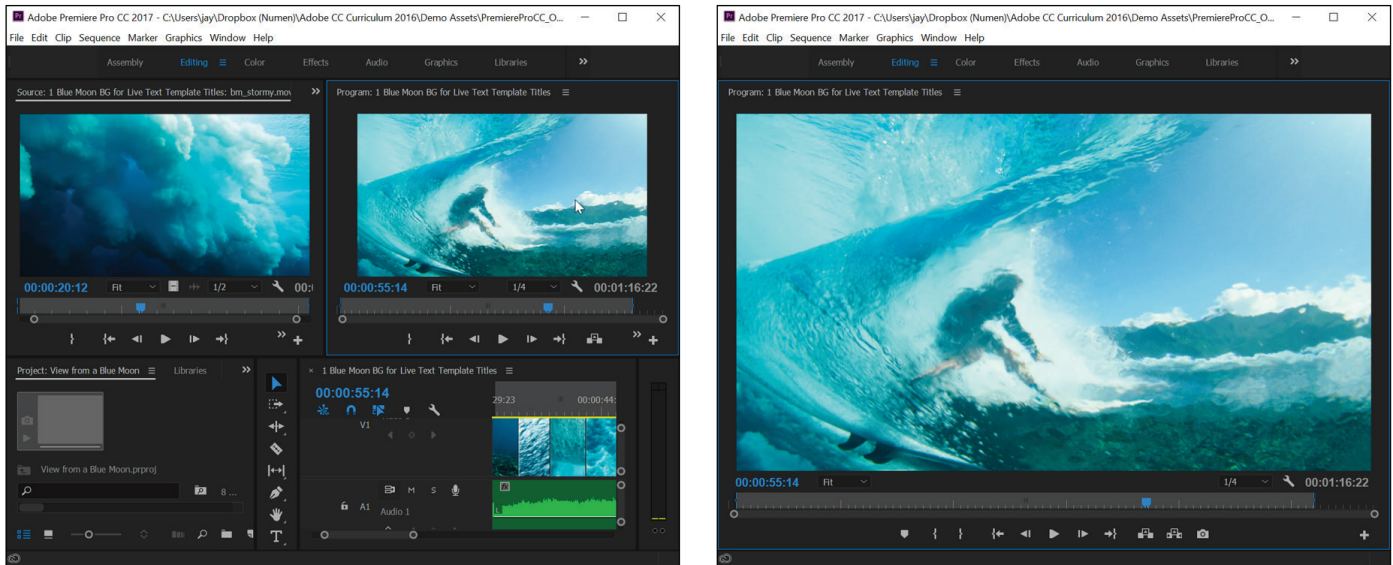 Pr Adobe Premiere Pro CC 2017 - C:\Users\jay\Dropbox (Numen)\Adobe CC Curriculum 2016\Demo Assets\PremiereProCC_O...
File Edit Clip Sequence Marker Graphics Window Help
Assembly Editing Color Effects Audio Graphics Libraries
Source: 1 Blue Moon BG for Live Text Template Titles: bm_stormy.mov
Program: 1 Blue Moon BG for Live Text Template Titles
00:00:20:12 Fit 1/2 00:
00:00:55:14 Fit 1/4 00:01:16:22
Project: View from a Blue Moon Libraries
View from a Blue Moon.prproj
8 ...
× 1 Blue Moon BG for Live Text Template Titles
00:00:55:14
29:23 00:00:44:
V1
M S
A1 Audio 1
fx
L
T
Pr Adobe Premiere Pro CC 2017 - C:\Users\jay\Dropbox (Numen)\Adobe CC Curriculum 2016\Demo Assets\PremiereProCC_O...
File Edit Clip Sequence Marker Graphics Window Help
Assembly Editing Color Effects Audio Graphics Libraries
Program: 1 Blue Moon BG for Live Text Template Titles
00:00:55:14 Fit 1/4 00:01:16:22